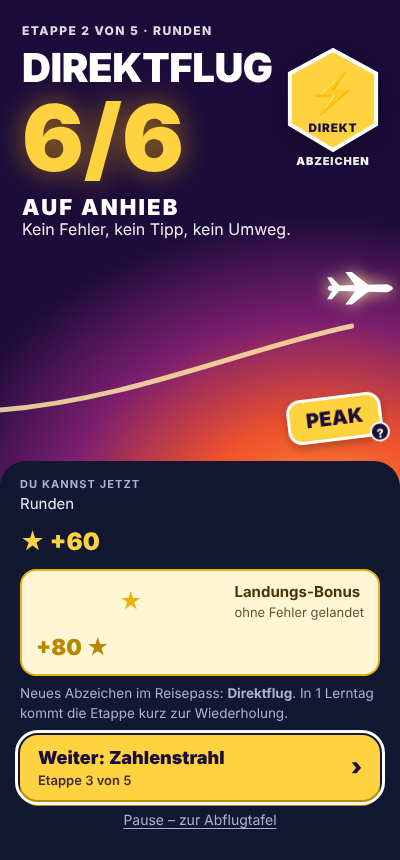 ETAPPE 2 VON 5 · RUNDEN
DIREKTFLUG
6/6
DIREKT
ABZEICHEN
AUF ANHIEB
Kein Fehler, kein Tipp, kein Umweg.
PEAK
?
DU KANNST JETZT
Runden
★ +60
★
Landungs-Bonus
ohne Fehler gelandet
+80 ★
Neues Abzeichen im Reisepass: Direktflug. In 1 Lerntag
kommt die Etappe kurz zur Wiederholung.
Weiter: Zahlenstrahl
Etappe 3 von 5
›
Pause – zur Abflugtafel